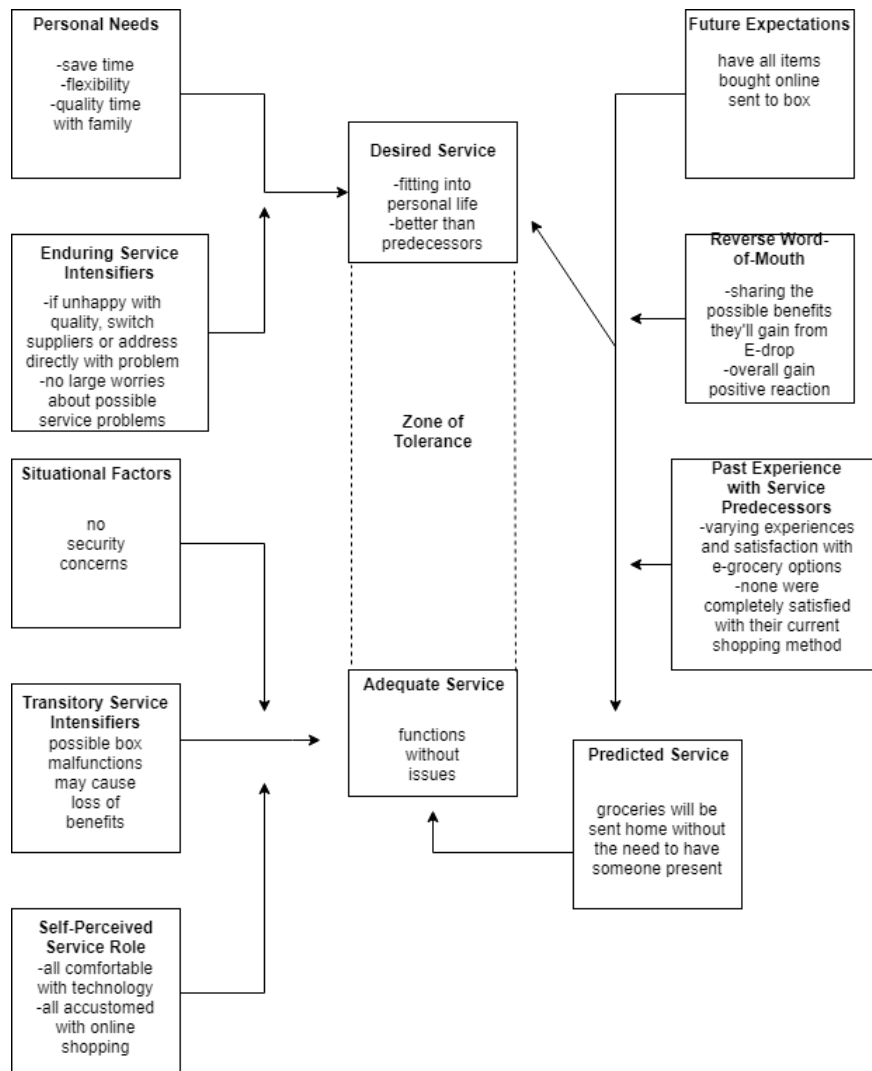 Personal Needs
-save time
-flexibility
-quality time
with family
Enduring Service
Intensifiers
-if unhappy with
quality, switch
suppliers or address
directly with problem
-no large worries
about possible
service problems
Situational Factors
no
security
concerns
Transitory Service
Intensifiers
possible box
malfunctions
may cause
loss of
benefits
Self-Perceived
Service Role
-all comfortable
with technology
-all accustomed
with online
shopping
Desired Service
-fitting into
personal life
-better than
predecessors
Zone of
Tolerance
Adequate Service
functions
without
issues
Future Expectations
have all items
bought online
sent to box
Reverse Word-
of-Mouth
-sharing the
possible benefits
they'll gain from
E-drop
-overall gain
positive reaction
Past Experience
with Service
Predecessors
-varying experiences
and satisfaction with
e-grocery options
-none were
completely satisfied
with their current
shopping method
Predicted Service
groceries will be
sent home without
the need to have
someone present